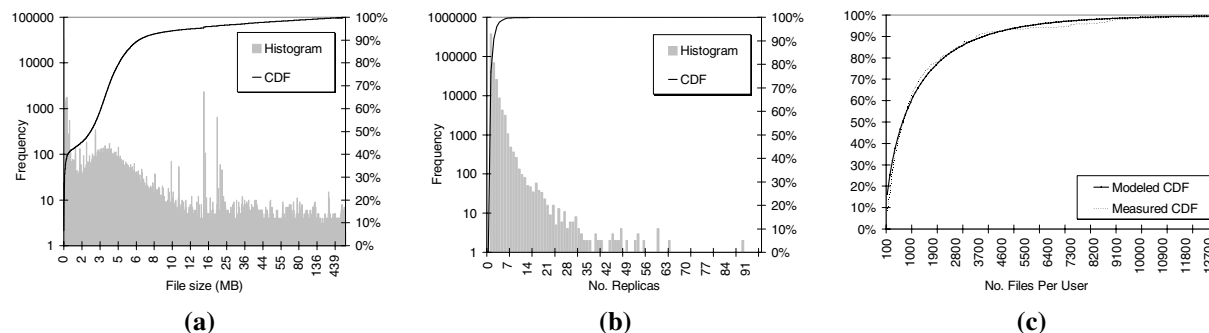 100000
10000
1000
100
10
1
Frequency
100%
90%
80%
70%
60%
50%
40%
30%
20%
10%
0%
Histogram
CDF
0 2 3 5 6 8 10 12 16 25 36 44 55 80 136 439
File size (MB)
(a)
1000000
100000
10000
1000
100
10
1
Frequency
100%
90%
80%
70%
60%
50%
40%
30%
20%
10%
0%
Histogram
CDF
0 7 14 21 28 35 42 49 56 63 70 77 84 91
No. Replicas
(b)
100%
90%
80%
70%
60%
50%
40%
30%
20%
10%
0%
Modeled CDF
Measured CDF
100 1000 1900 2800 3700 4600 5500 6400 7300 8200 9100 10000 10900 11800 12700
No. Files Per User
(c)